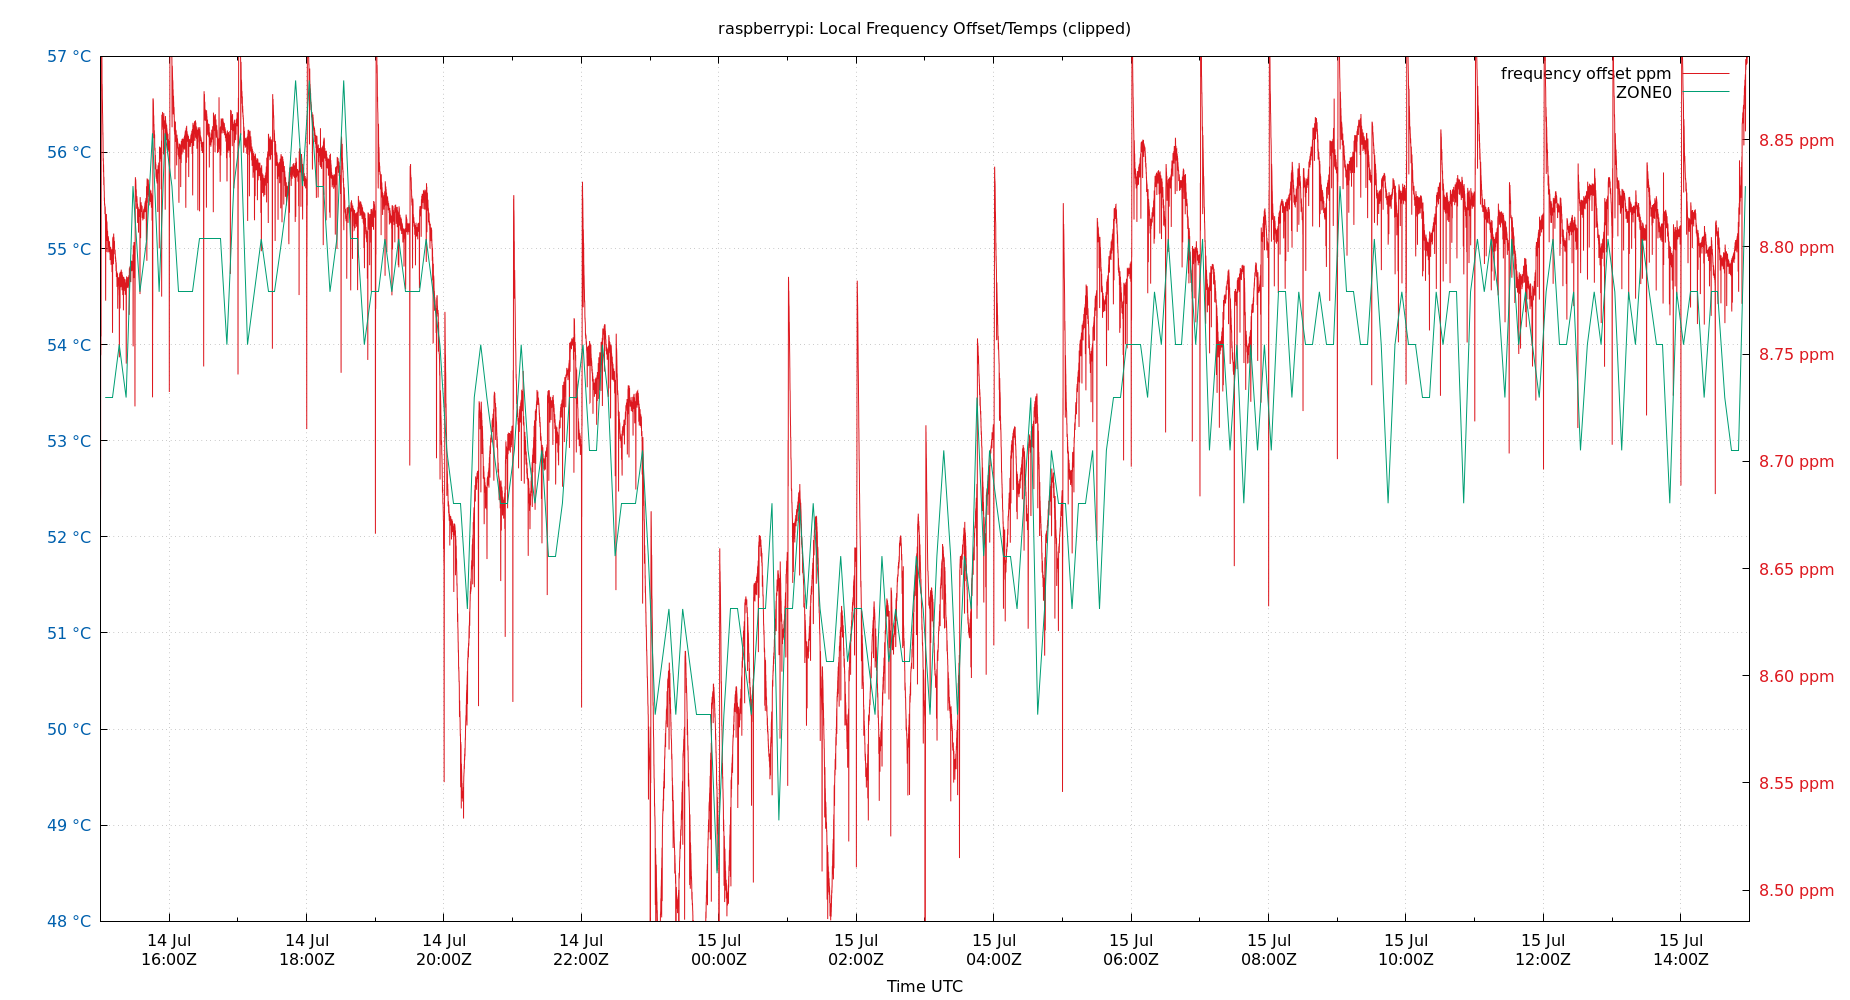 raspberrypi: Local Frequency Offset/Temps (clipped)
57 °C
56 °C
55 °C
54 °C
53 °C
52 °C
51 °C
50 °C
49 °C
48 °C
frequency offset ppm
ZONE0
8.85 ppm
8.80 ppm
8.75 ppm
8.70 ppm
8.65 ppm
8.60 ppm
8.55 ppm
8.50 ppm
14 Jul 14 Jul 14 Jul 14 Jul 15 Jul 15 Jul 15 Jul 15 Jul 15 Jul 15 Jul 15 Jul 15 Jul
16:00Z 18:00Z 20:00Z 22:00Z 00:00Z 02:00Z 04:00Z 06:00Z 08:00Z 10:00Z 12:00Z 14:00Z
Time UTC